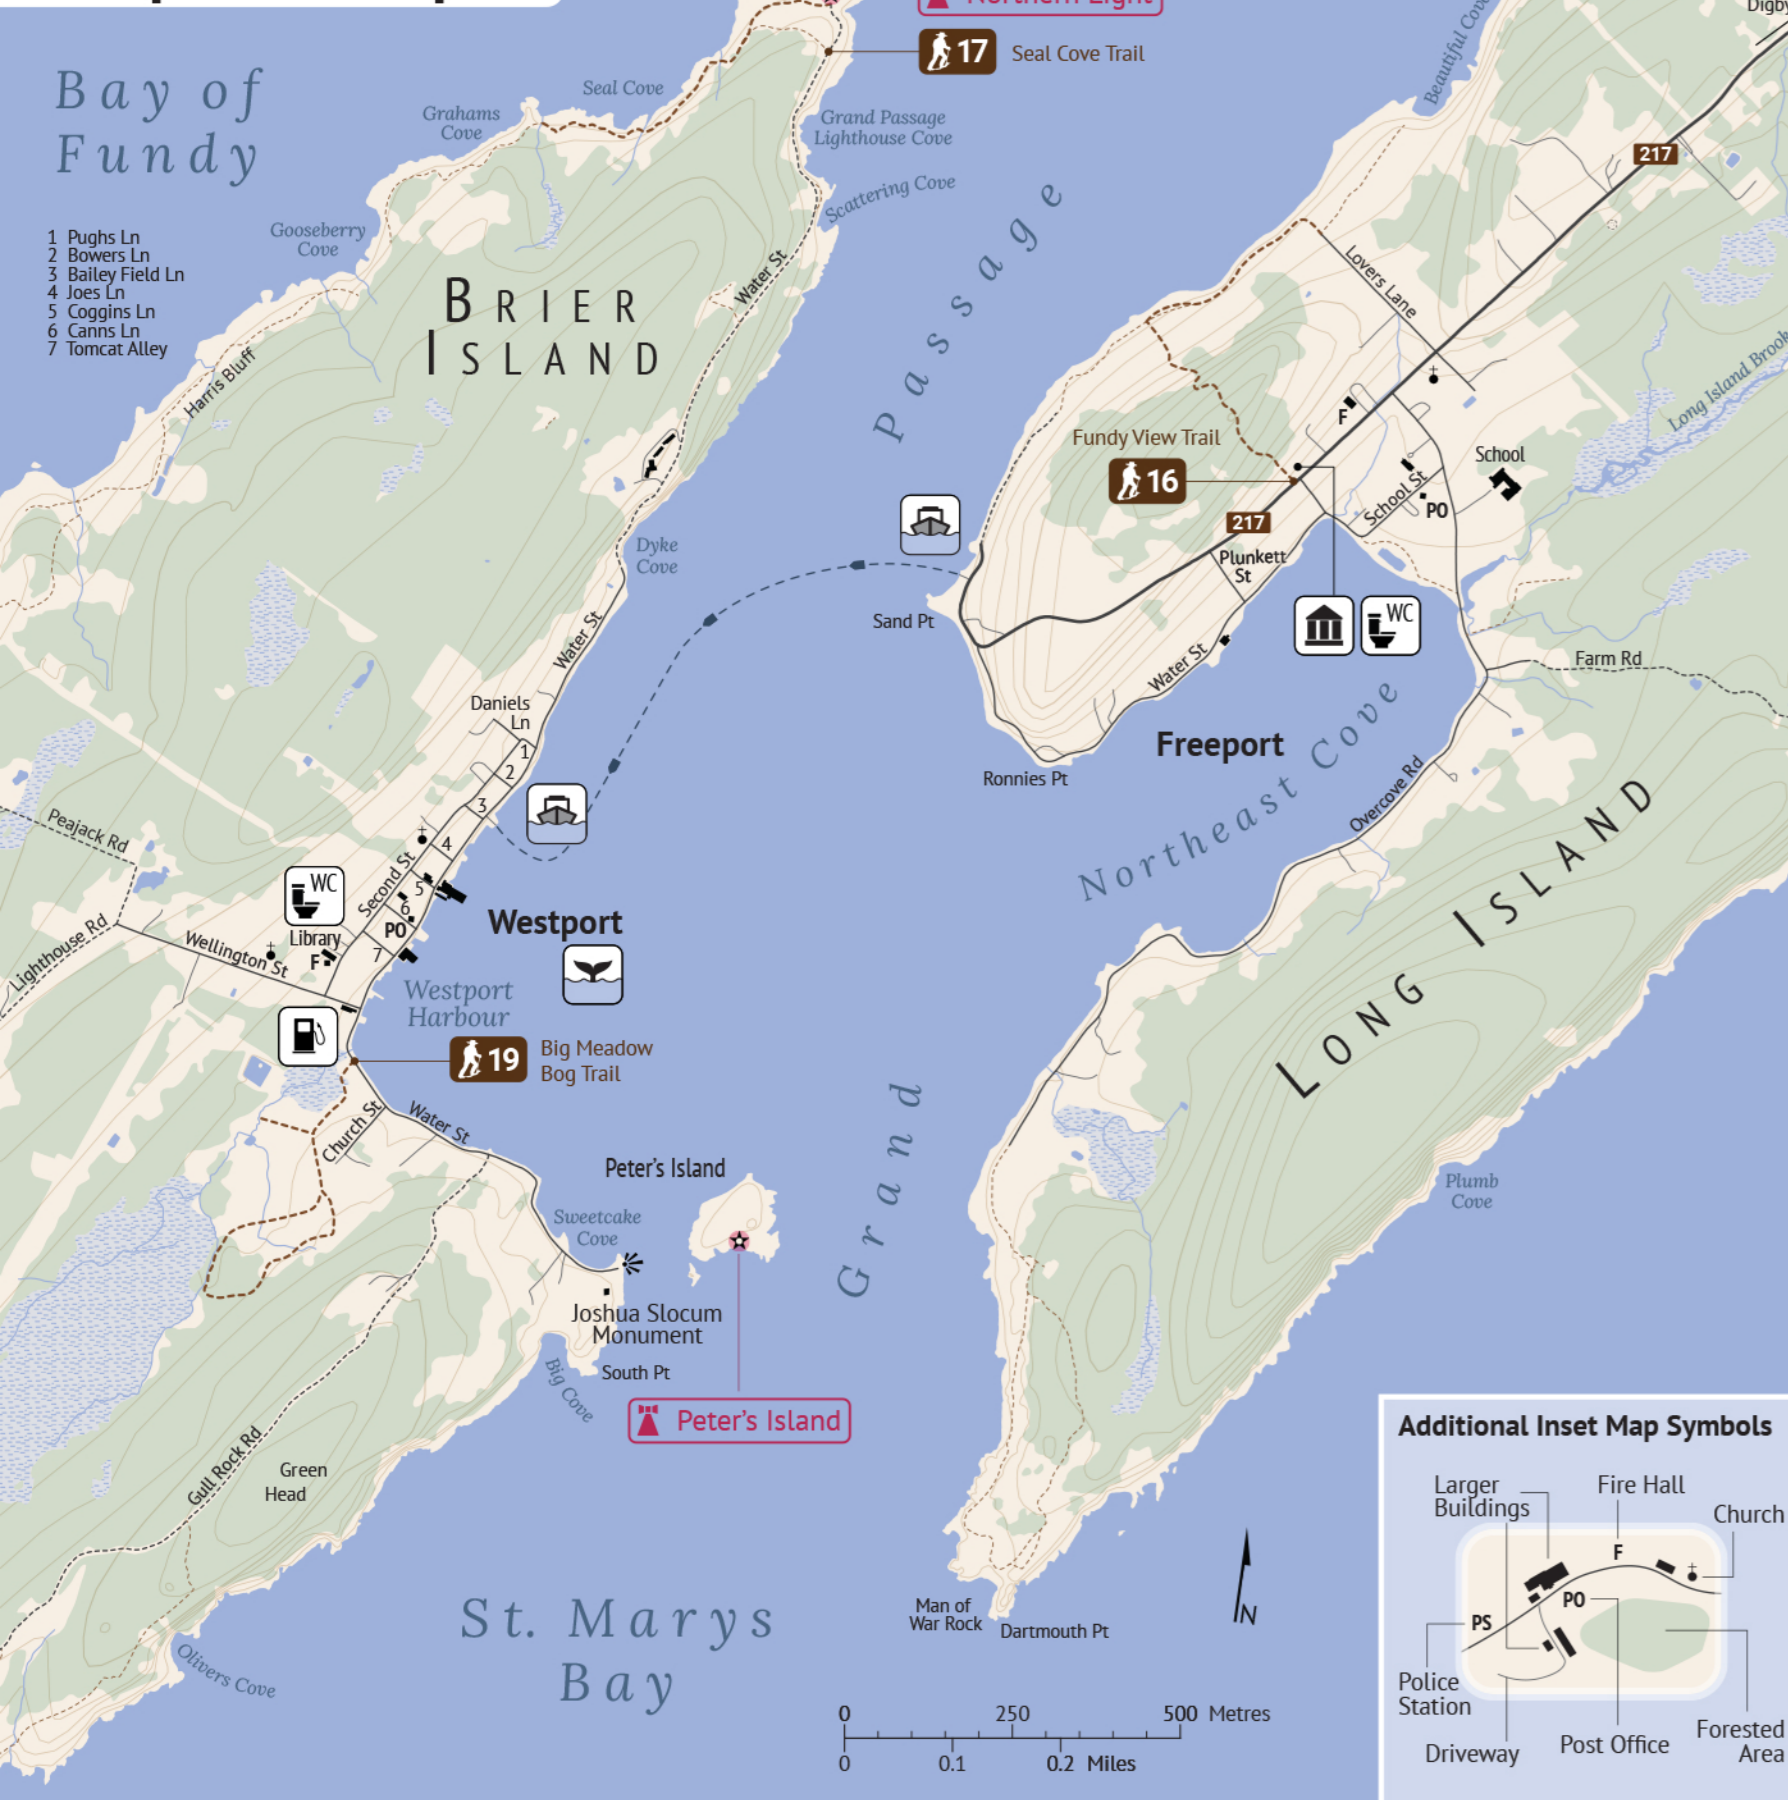 Northern Light
Digby
Bay of
Fundy
17
Seal Cove Trail
Beautiful Cove
Seal Cove
Grahams
Cove
Grand Passage
Lighthouse Cove
217
Scattering Cove
Gooseberry
Cove
1 Pughs Ln
2 Bowers Ln
3 Bailey Field Ln
4 Joes Ln
5 Coggins Ln
6 Canns Ln
7 Tomcat Alley
BRIER
ISLAND
Water St
Harris Bluff
Grand Passage
Lovers Lane
Long Island Brook
F
Fundy View Trail
16
School
School St
PO
217
Plunkett
St
Dyke
Cove
Sand Pt
WC
Water St
Water St
Farm Rd
Daniels
Ln
1
2
3
4
5
6
7
Freeport
Ronnies Pt
Northeast Cove
Overcove Rd
LONG ISLAND
Peajack Rd
Second St
WC
Library
F
PO
Westport
Lighthouse Rd
Wellington St
Westport
Harbour
19
Big Meadow
Bog Trail
Church St
Water St
Peter's Island
Sweetcake
Cove
Plumb
Cove
Joshua Slocum
Monument
South Pt
Big Cove
Peter's Island
Gull Rock Rd
Green
Head
Olivers Cove
St. Marys
Bay
Man of
War Rock
Dartmouth Pt
N
0 250 500 Metres
0 0.1 0.2 Miles
Additional Inset Map Symbols
Larger
Buildings
Fire Hall
Church
F
PO
PS
Police
Station
Driveway
Post Office
Forested
Area